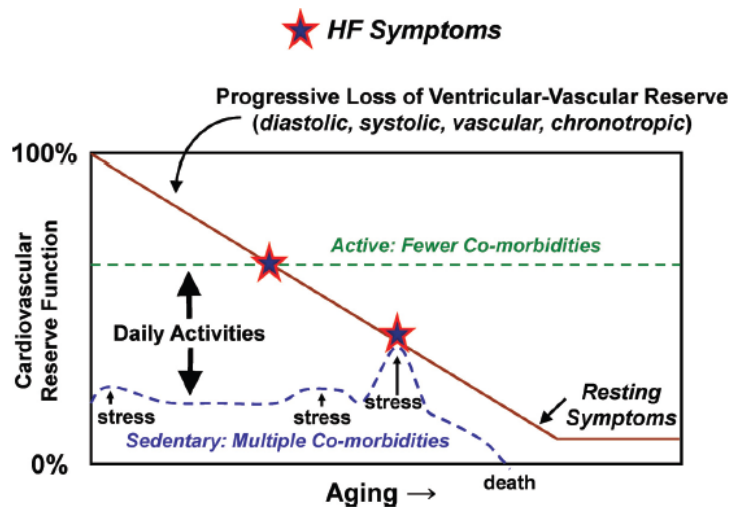 HF Symptoms
Progressive Loss of Ventricular-Vascular Reserve
(diastolic, systolic, vascular, chronotropic)
100%
Active: Fewer Co-morbidities
Cardiovascular
Reserve Function
Daily Activities
stress
stress
stress
Resting
Symptoms
Sedentary: Multiple Co-morbidities
0%
death
Aging →